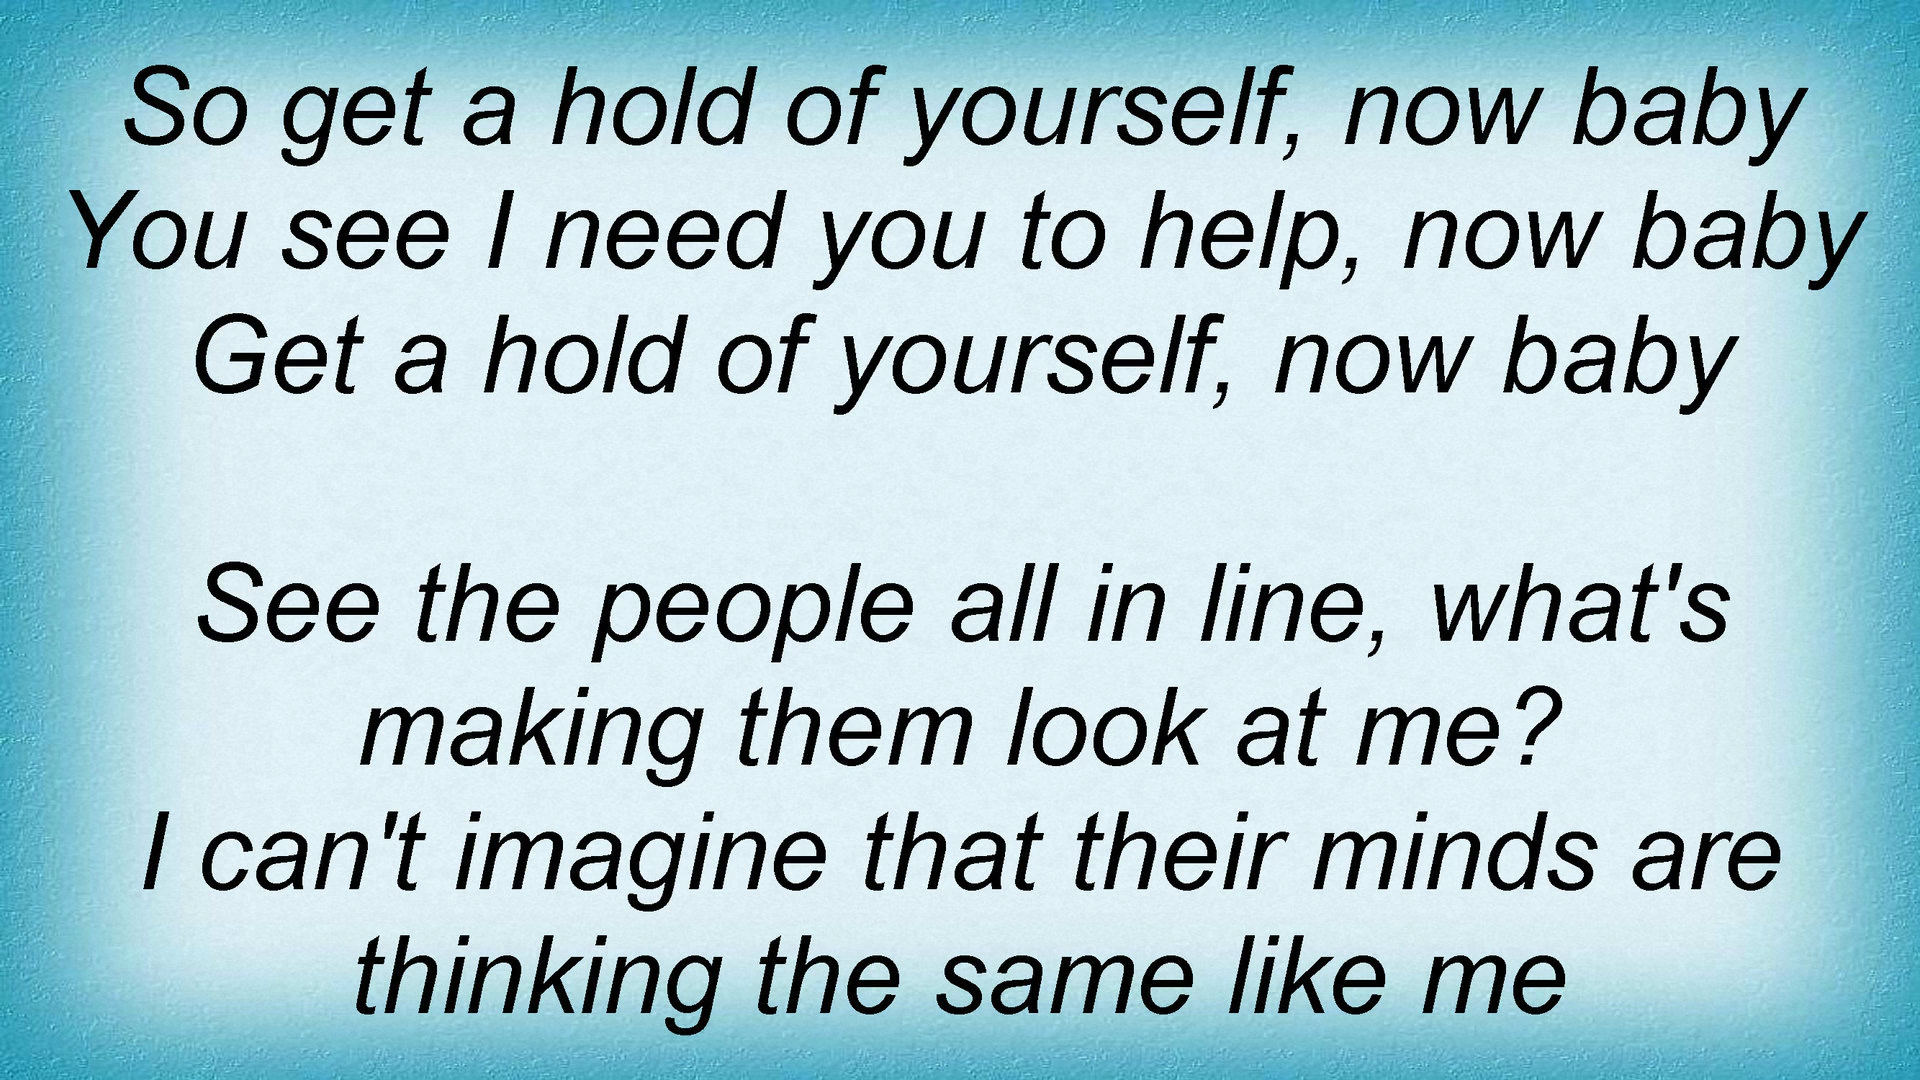 So get a hold of yourself, now baby
You see I need you to help, now baby
Get a hold of yourself, now baby
See the people all in line, what's
making them look at me?
I can't imagine that their minds are
thinking the same like me